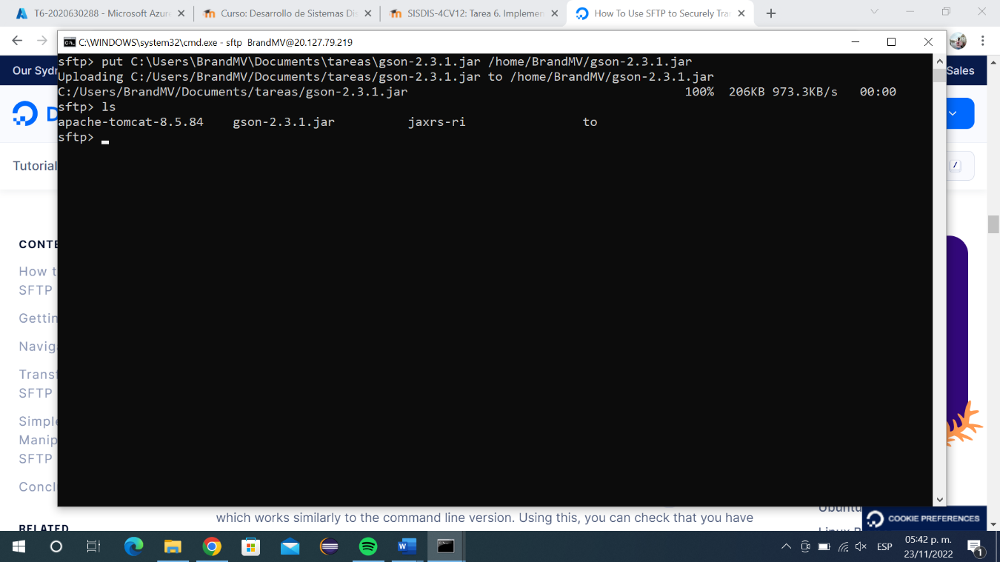 T6-2020630288 - Microsoft Azur
Curso: Desarrollo de Sistemas Dis
SISDIS-4CV12: Tarea 6. Implemen
How To Use SFTP to Securely Tra
C:\WINDOWS\system32\cmd.exe - sftp BrandMV@20.127.79.219
Our Syd
Sales
sftp> put C:\Users\BrandMV\Documents\tareas\gson-2.3.1.jar /home/BrandMV/gson-2.3.1.jar
Uploading C:/Users/BrandMV/Documents/tareas/gson-2.3.1.jar to /home/BrandMV/gson-2.3.1.jar
C:/Users/BrandMV/Documents/tareas/gson-2.3.1.jar 100% 206KB 973.3KB/s 00:00
sftp> ls
apache-tomcat-8.5.84 gson-2.3.1.jar jaxrs-ri to
sftp>
Tutorial
/
CONTE
How t
SFTP
Gettin
Naviga
Transf
SFTP
Simple
Manip
SFTP
Concl
RELATED
which works similarly to the command line version. Using this, you can check that you have
Ubuntu
COOKIE PREFERENCES
ESP
05:42 p. m.
23/11/2022
1